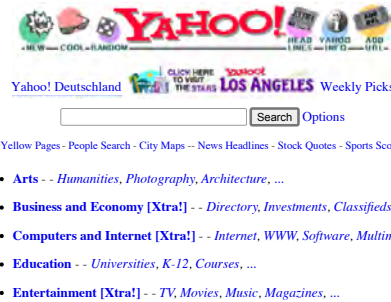 YAHOO!
NEW COOL RANDOM
HEAD LINES YAHOO INFO ADD URL
Yahoo! Deutschland CLICK HERE TO VISIT THE STARS YAHOO! LOS ANGELES Weekly Picks
Search Options
Yellow Pages - People Search - City Maps -- News Headlines - Stock Quotes - Sports Sco
• Arts - - Humanities, Photography, Architecture, ...
• Business and Economy [Xtra!] - - Directory, Investments, Classifieds
• Computers and Internet [Xtra!] - - Internet, WWW, Software, Multim
• Education - - Universities, K-12, Courses, ...
• Entertainment [Xtra!] - - TV, Movies, Music, Magazines, ...